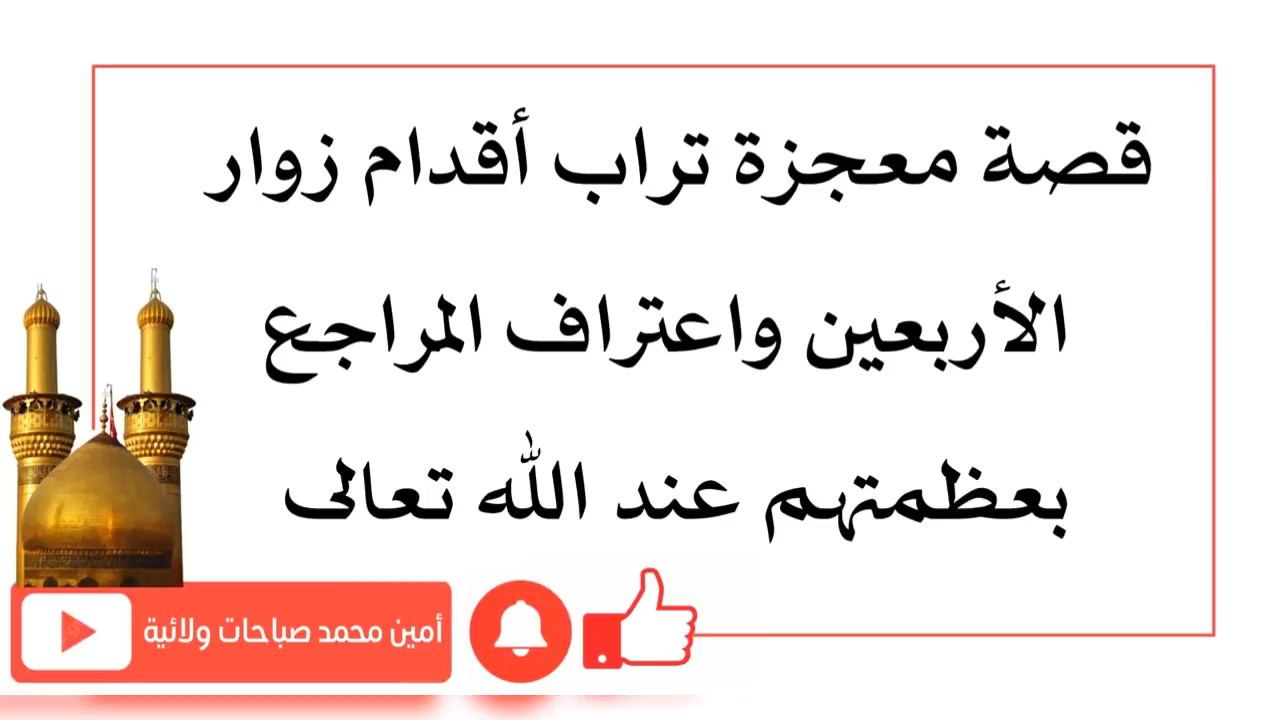 قصة معجزة تراب أقدام زوار
الأربعين واعتراف المراجع
بعظمتهم عند الله تعالى
أمين محمد صباحات ولائية